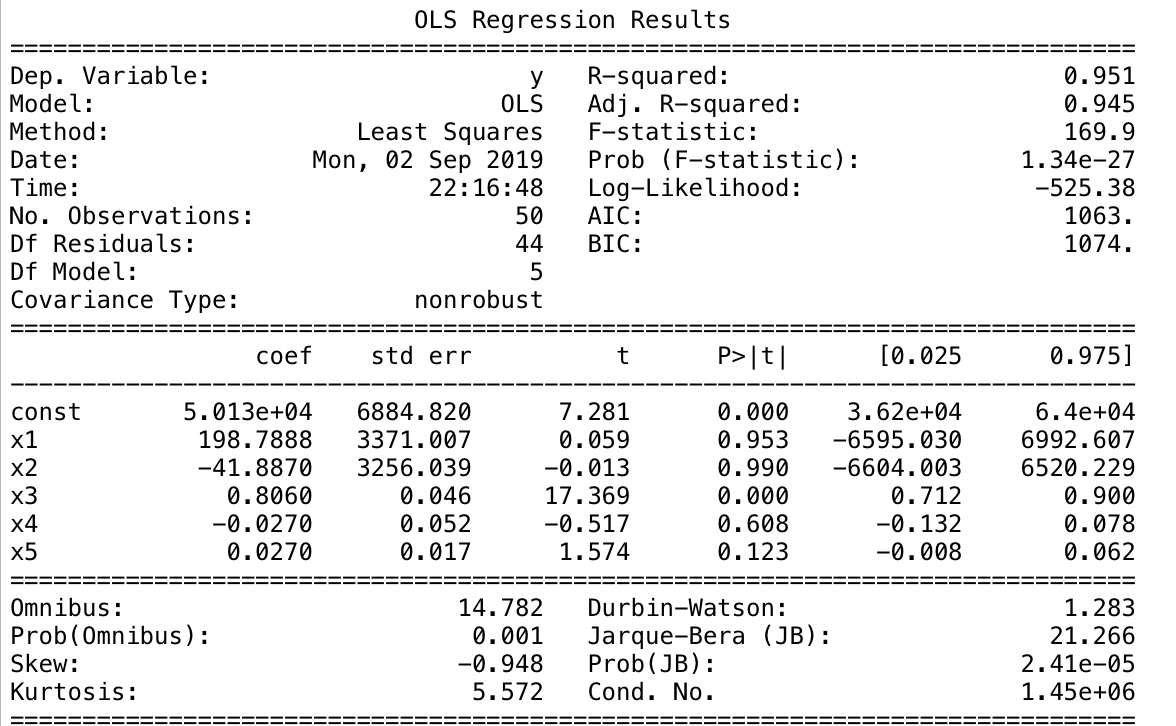 OLS Regression Results
==============================================================================
Dep. Variable: y R-squared: 0.951
Model: OLS Adj. R-squared: 0.945
Method: Least Squares F-statistic: 169.9
Date: Mon, 02 Sep 2019 Prob (F-statistic): 1.34e-27
Time: 22:16:48 Log-Likelihood: -525.38
No. Observations: 50 AIC: 1063.
Df Residuals: 44 BIC: 1074.
Df Model: 5
Covariance Type: nonrobust
==============================================================================
coef std err t P>|t| [0.025 0.975]
------------------------------------------------------------------------------
const 5.013e+04 6884.820 7.281 0.000 3.62e+04 6.4e+04
x1 198.7888 3371.007 0.059 0.953 -6595.030 6992.607
x2 -41.8870 3256.039 -0.013 0.990 -6604.003 6520.229
x3 0.8060 0.046 17.369 0.000 0.712 0.900
x4 -0.0270 0.052 -0.517 0.608 -0.132 0.078
x5 0.0270 0.017 1.574 0.123 -0.008 0.062
==============================================================================
Omnibus: 14.782 Durbin-Watson: 1.283
Prob(Omnibus): 0.001 Jarque-Bera (JB): 21.266
Skew: -0.948 Prob(JB): 2.41e-05
Kurtosis: 5.572 Cond. No. 1.45e+06
==============================================================================